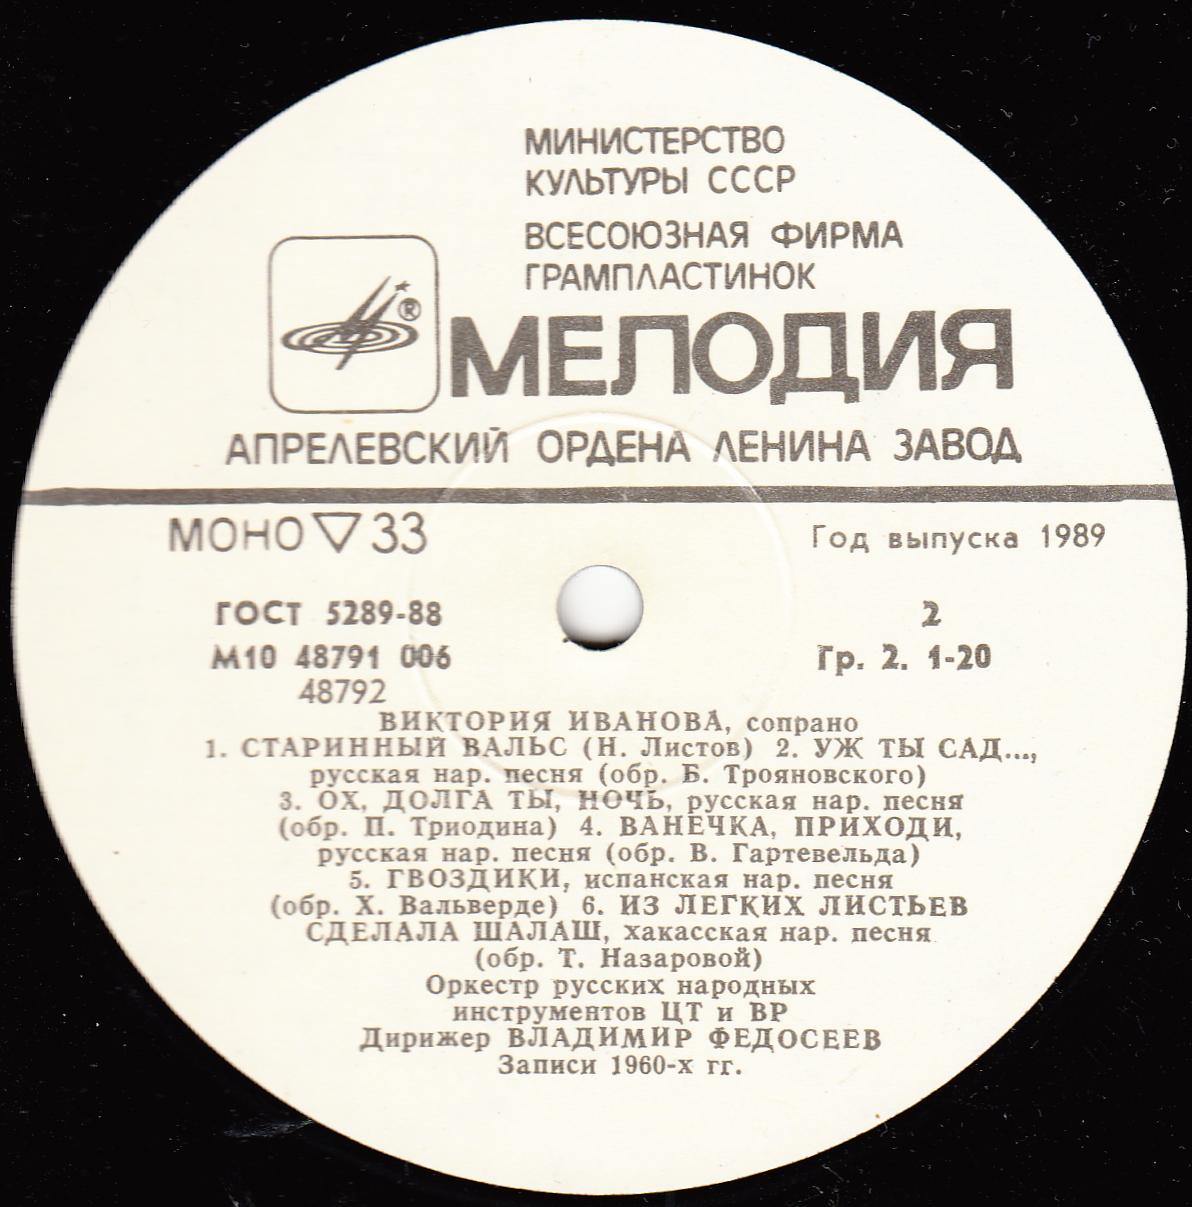 МИНИСТЕРСТВО
КУЛЬТУРЫ СССР
ВСЕСОЮЗНАЯ ФИРМА
ГРАМПЛАСТИНОК
®
МЕЛОДИЯ
АПРЕЛЕВСКИЙ ОРДЕНА ЛЕНИНА ЗАВОД
МОНО ▽ 33
Год выпуска 1989
ГОСТ 5289-88
2
М10 48791 006
Гр. 2. 1-20
48792
ВИКТОРИЯ ИВАНОВА, сопрано
1. СТАРИННЫЙ ВАЛЬС (Н. Листов) 2. УЖ ТЫ САД...,
русская нар. песня (обр. Б. Трояновского)
3. ОХ, ДОЛГА ТЫ, НОЧЬ, русская нар. песня
(обр. П. Триодина) 4. ВАНЕЧКА, ПРИХОДИ,
русская нар. песня (обр. В. Гартевельда)
5. ГВОЗДИКИ, испанская нар. песня
(обр. Х. Вальверде) 6. ИЗ ЛЕГКИХ ЛИСТЬЕВ
СДЕЛАЛА ШАЛАШ, хакасская нар. песня
(обр. Т. Назаровой)
Оркестр русских народных
инструментов ЦТ и ВР
Дирижер ВЛАДИМИР ФЕДОСЕЕВ
Записи 1960-х гг.